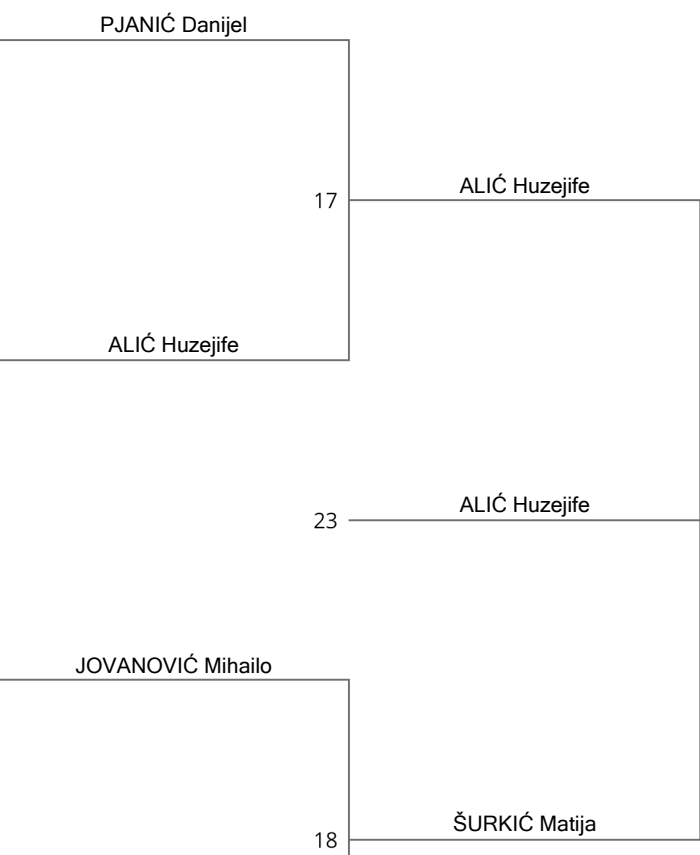 PJANIĆ Danijel
ALIĆ Huzejife
17
ALIĆ Huzejife
ALIĆ Huzejife
23
JOVANOVIĆ Mihailo
ŠURKIĆ Matija
18